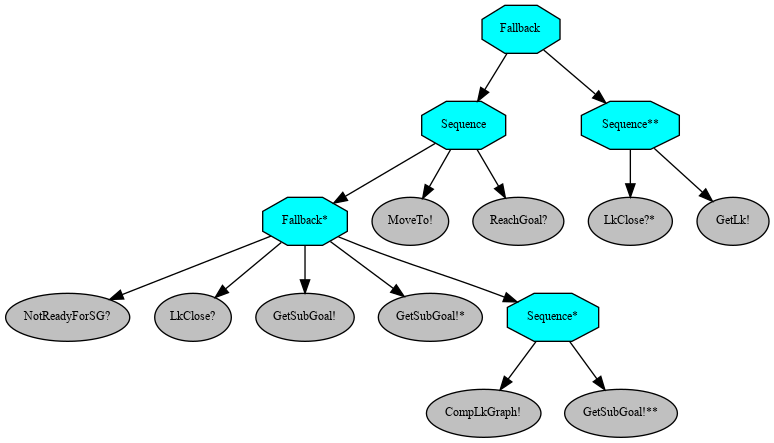 Fallback
Sequence
Sequence**
Fallback*
MoveTo!
ReachGoal?
LkClose?*
GetLk!
NotReadyForSG?
LkClose?
GetSubGoal!
GetSubGoal!*
Sequence*
CompLkGraph!
GetSubGoal!**